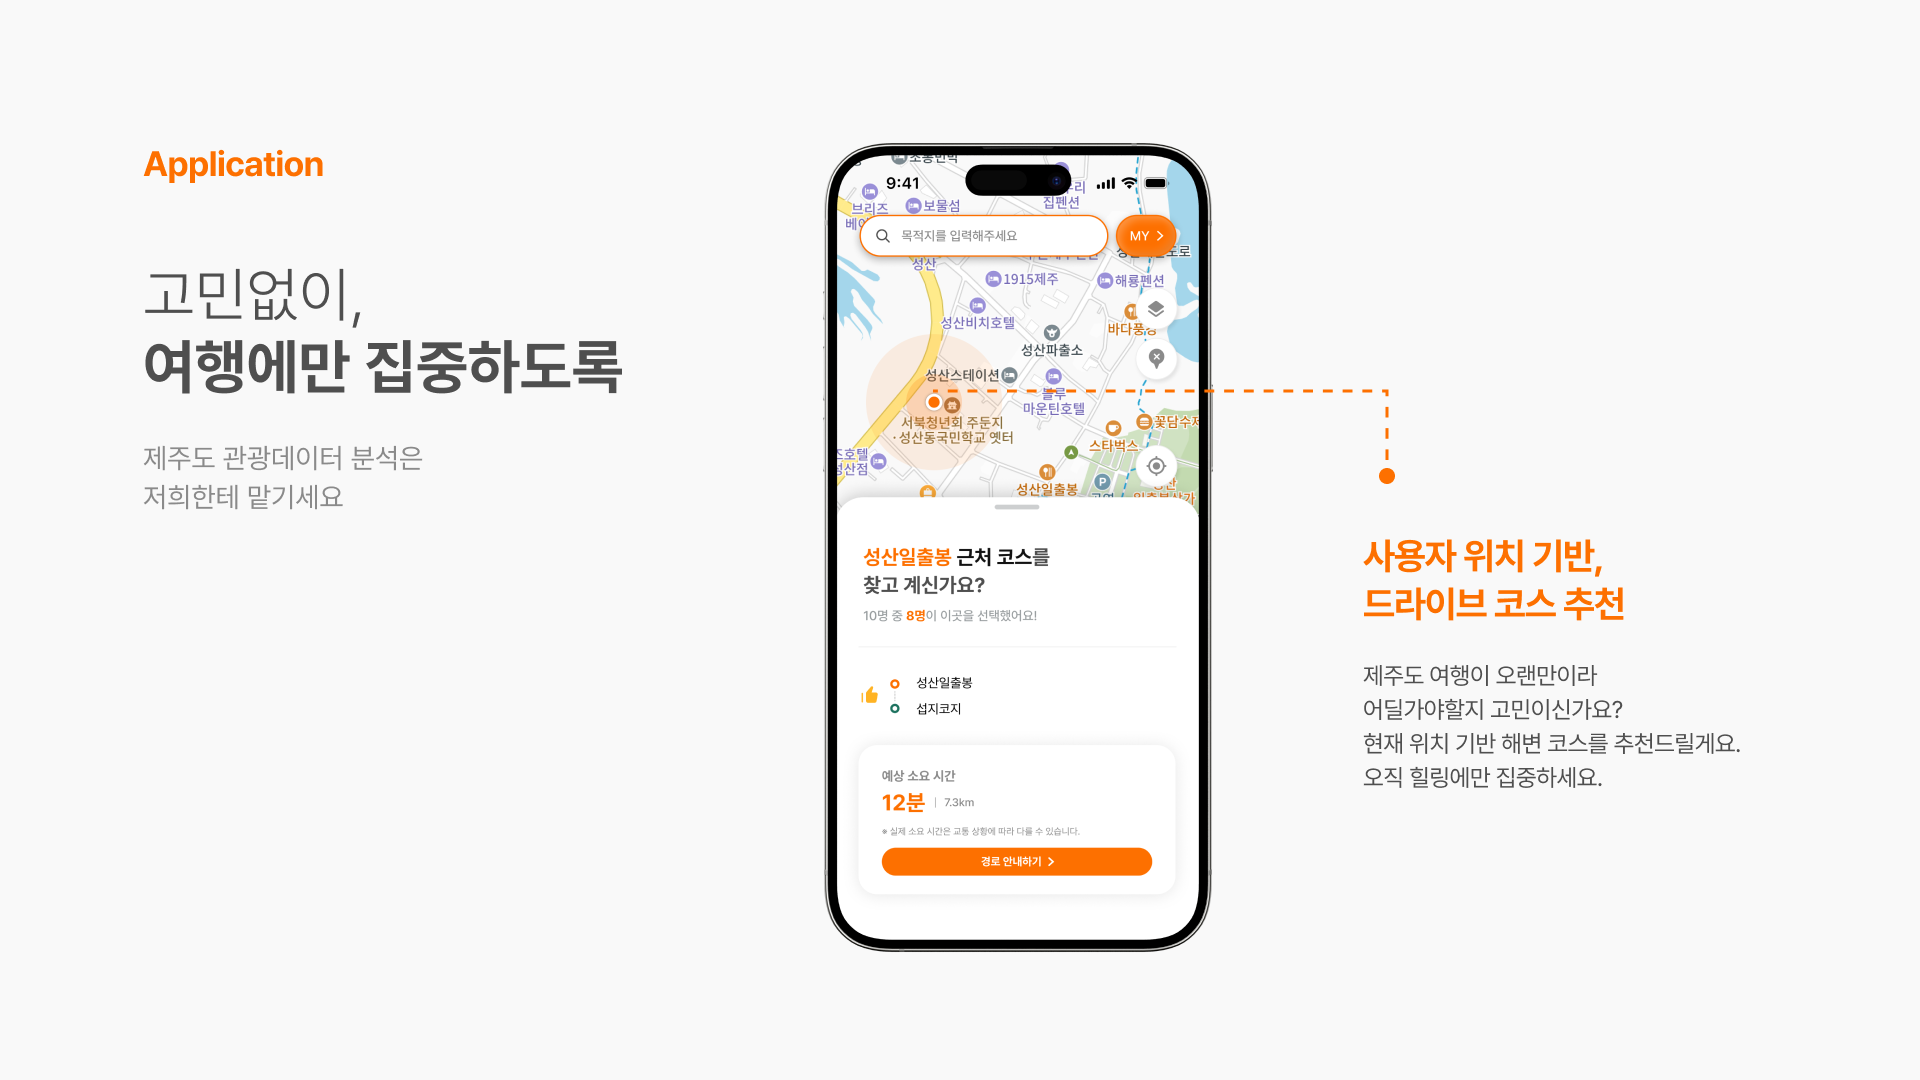 Application
고민없이,
여행에만 집중하도록
제주도 관광데이터 분석은
저희한테 맡기세요
9:41
브리즈
보물섬
집펜션
목적지를 입력해주세요
MY
성산
1915제주
해룡펜션
성산비치호텔
바다풍경
성산파출소
성산스테이션
블루
마운틴호텔
서북청년회 주둔지
·성산동국민학교 옛터
꽃담수제
스타벅스
호텔
성산점
P
성산일출봉
성산일출봉 근처 코스를
찾고 계신가요?
10명 중 8명이 이곳을 선택했어요!
성산일출봉
섭지코지
예상 소요 시간
12분 | 7.3km
※ 실제 소요 시간은 교통 상황에 따라 다를 수 있습니다.
경로 안내하기
사용자 위치 기반,
드라이브 코스 추천
제주도 여행이 오랜만이라
어딜가야할지 고민이신가요?
현재 위치 기반 해변 코스를 추천드릴게요.
오직 힐링에만 집중하세요.